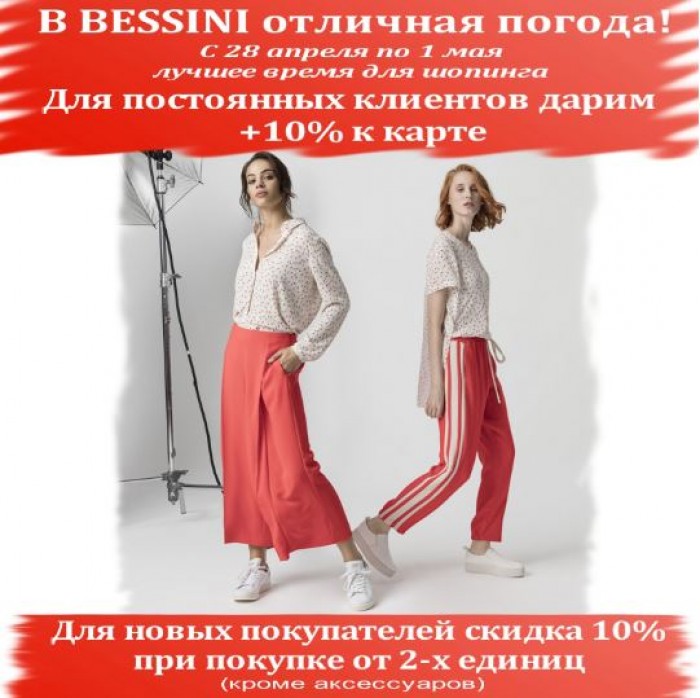 В BESSINI отличная погода!
С 28 апреля по 1 мая
лучшее время для шопинга
Для постоянных клиентов дарим
+10% к карте
Для новых покупателей скидка 10%
при покупке от 2-х единиц
(кроме аксессуаров)